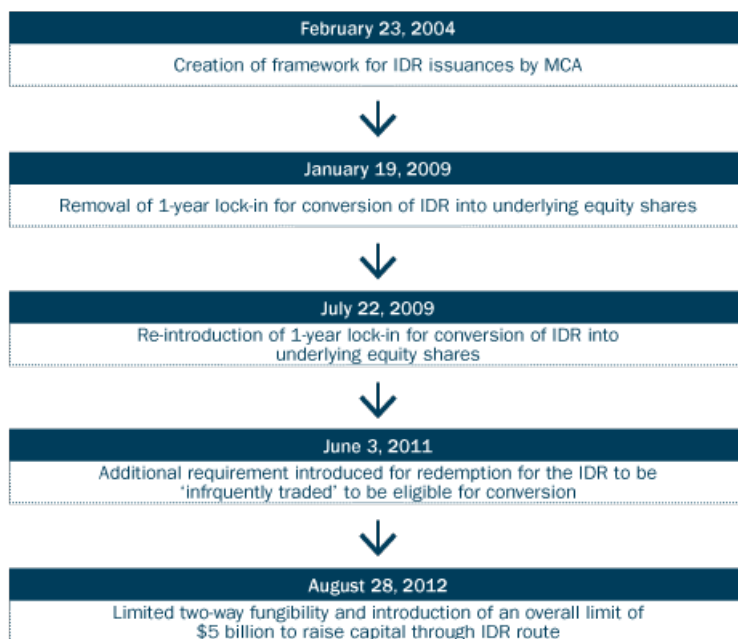 February 23, 2004
Creation of framework for IDR issuances by MCA
January 19, 2009
Removal of 1-year lock-in for conversion of IDR into underlying equity shares
July 22, 2009
Re-introduction of 1-year lock-in for conversion of IDR into
underlying equity shares
June 3, 2011
Additional requirement introduced for redemption for the IDR to be
‘infrquently traded’ to be eligible for conversion
August 28, 2012
Limited two-way fungibility and introduction of an overall limit of
$5 billion to raise capital through IDR route